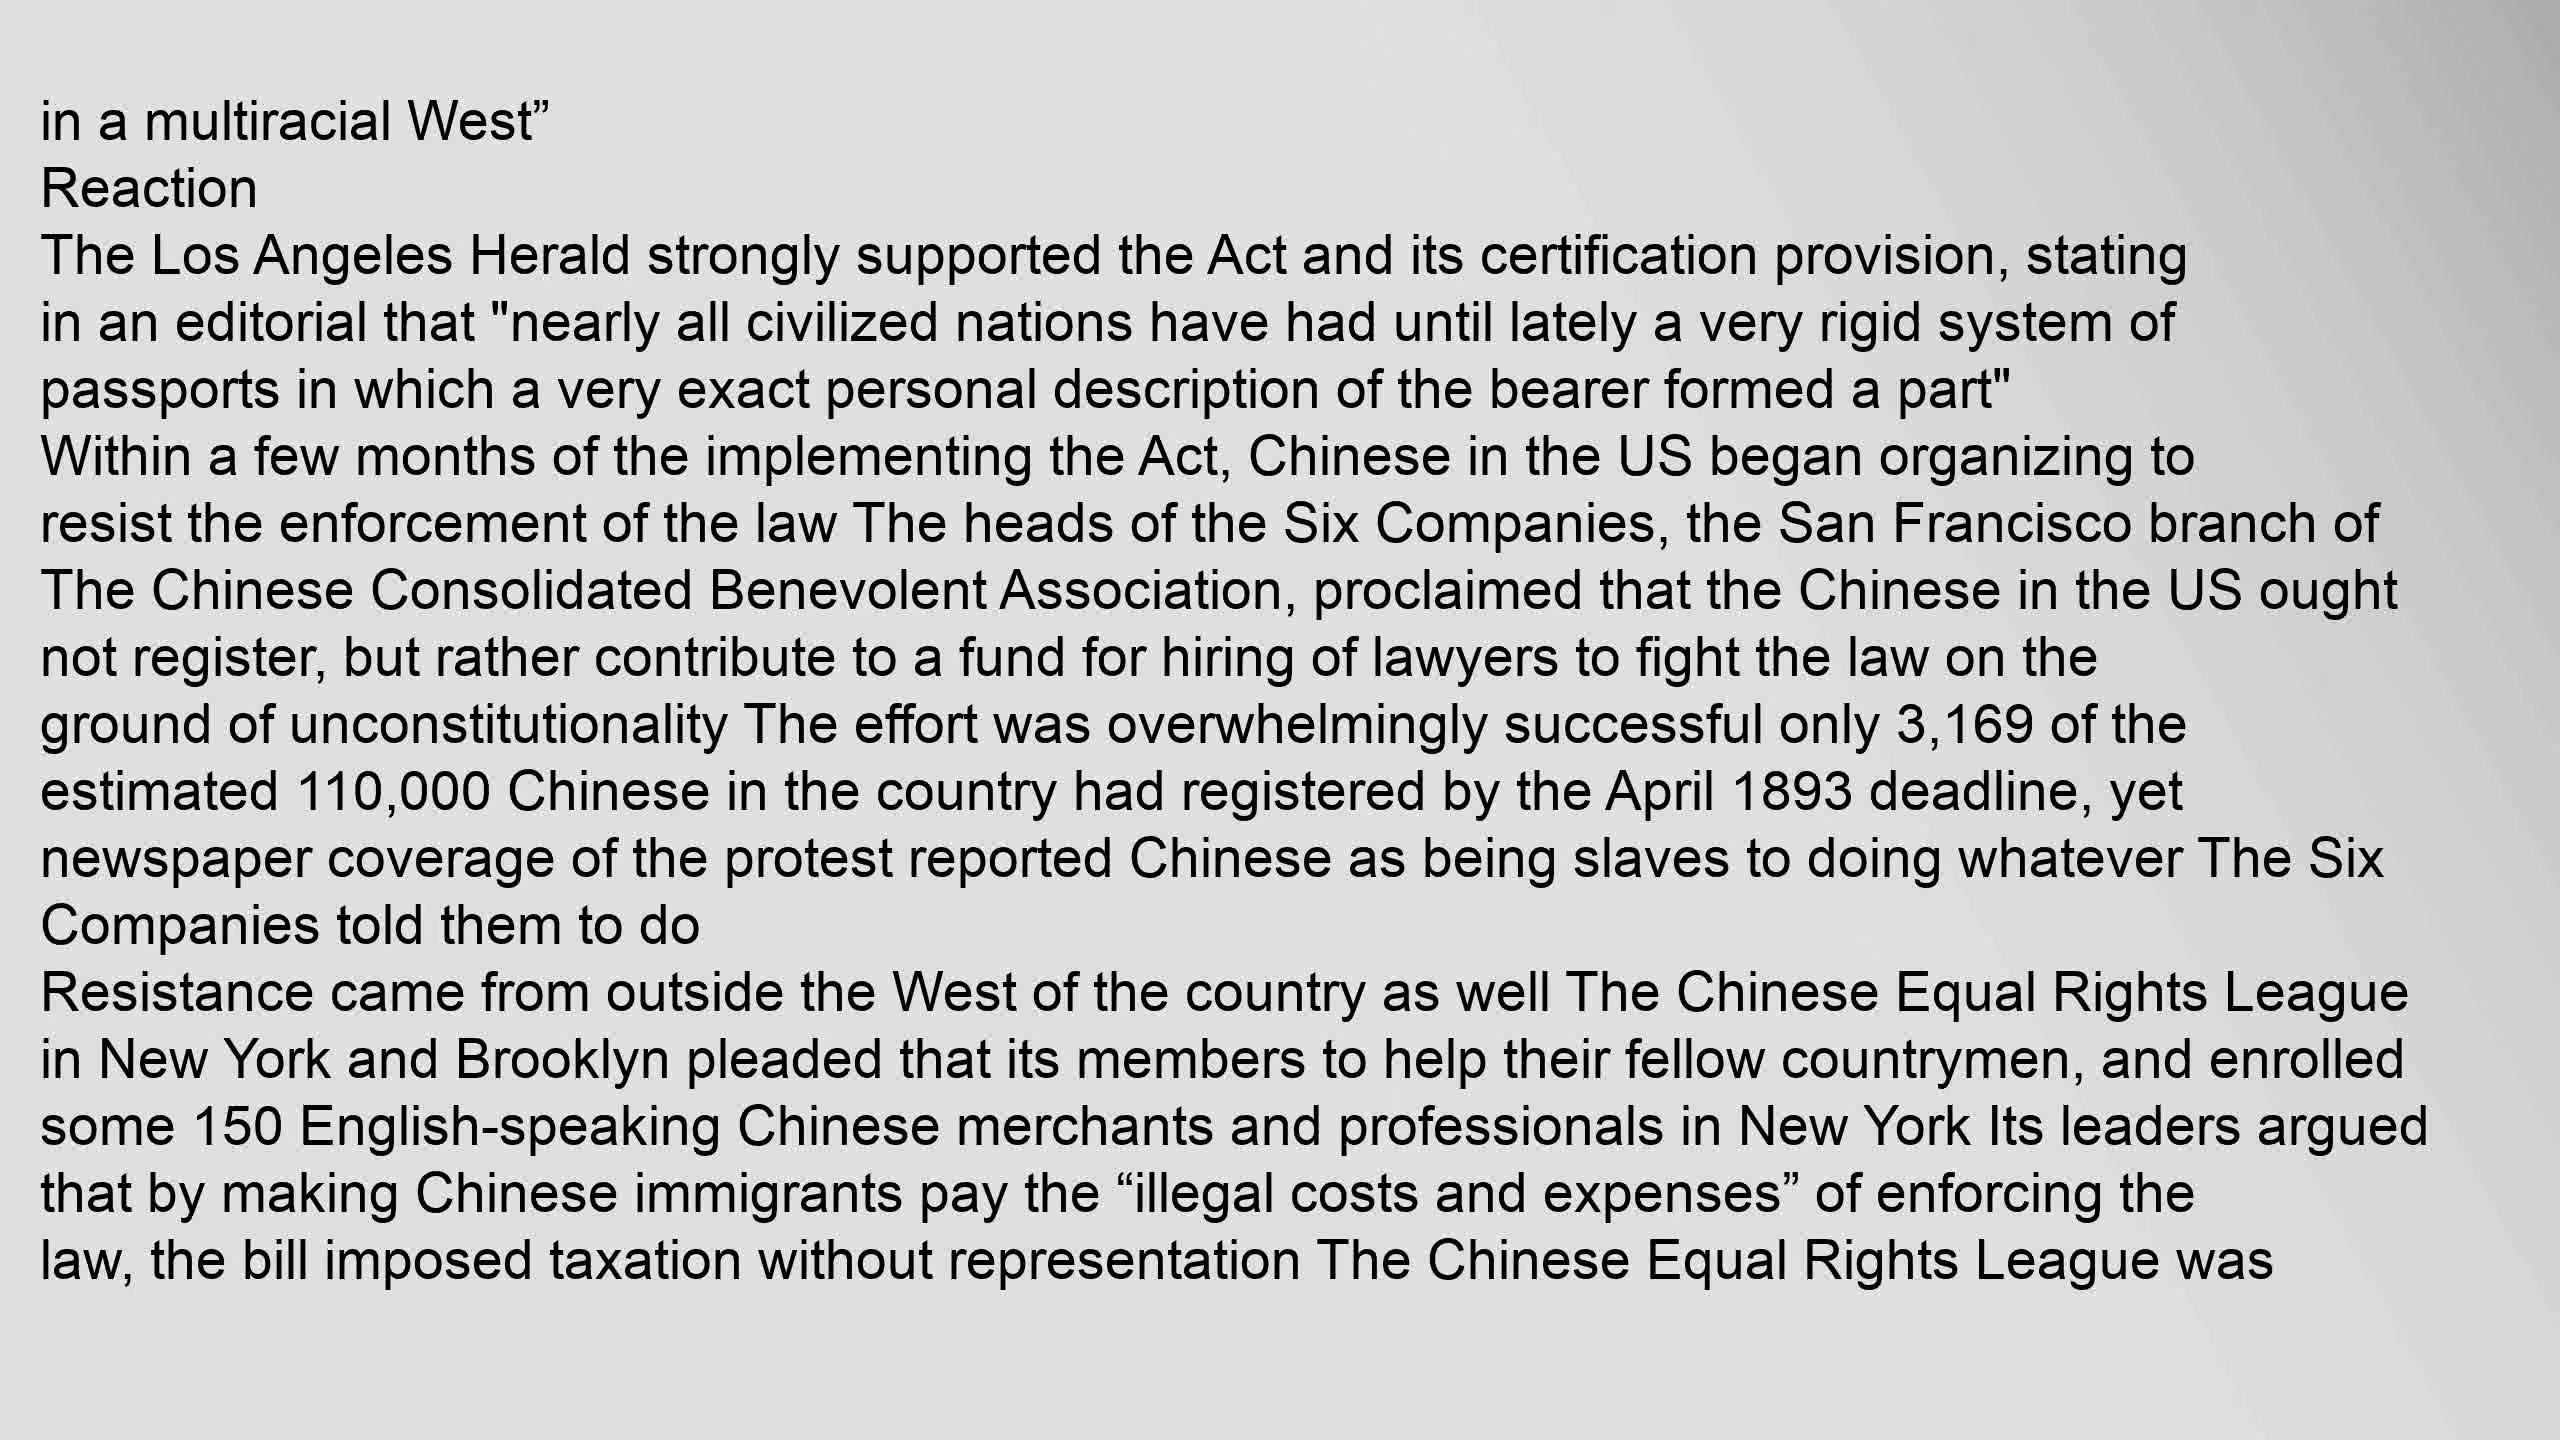 in a multiracial West”
Reaction
The Los Angeles Herald strongly supported the Act and its certification provision, stating
in an editorial that "nearly all civilized nations have had until lately a very rigid system of
passports in which a very exact personal description of the bearer formed a part"
Within a few months of the implementing the Act, Chinese in the US began organizing to
resist the enforcement of the law The heads of the Six Companies, the San Francisco branch of
The Chinese Consolidated Benevolent Association, proclaimed that the Chinese in the US ought
not register, but rather contribute to a fund for hiring of lawyers to fight the law on the
ground of unconstitutionality The effort was overwhelmingly successful only 3,169 of the
estimated 110,000 Chinese in the country had registered by the April 1893 deadline, yet
newspaper coverage of the protest reported Chinese as being slaves to doing whatever The Six
Companies told them to do
Resistance came from outside the West of the country as well The Chinese Equal Rights League
in New York and Brooklyn pleaded that its members to help their fellow countrymen, and enrolled
some 150 English-speaking Chinese merchants and professionals in New York Its leaders argued
that by making Chinese immigrants pay the “illegal costs and expenses” of enforcing the
law, the bill imposed taxation without representation The Chinese Equal Rights League was